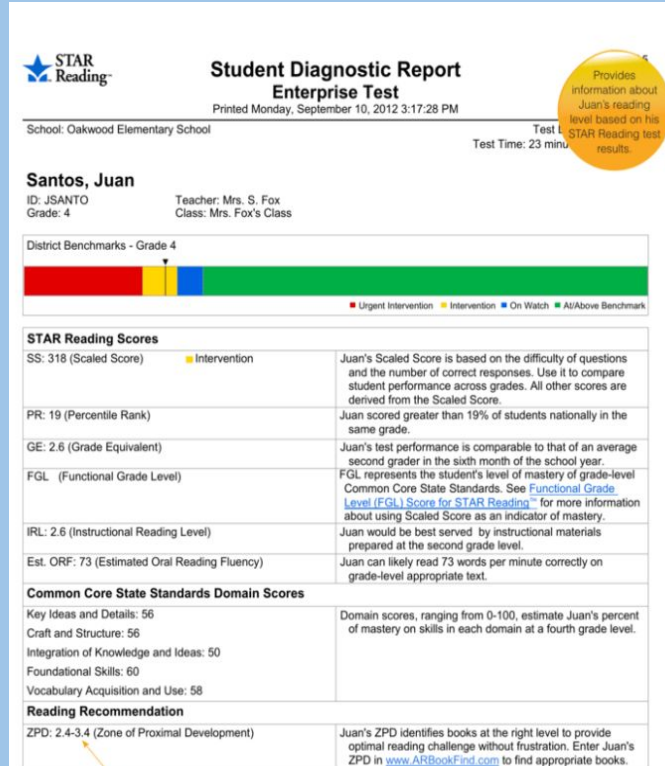 STAR
Reading
Student Diagnostic Report
Enterprise Test
Printed Monday, September 10, 2012 3:17:28 PM
Provides
information about
Juan's reading
level based on his
STAR Reading test
results.
School: Oakwood Elementary School
Test
Test Time: 23
Santos, Juan
ID: JSANTO
Teacher: Mrs. S. Fox
Grade: 4
Class: Mrs. Fox's Class
District Benchmarks - Grade 4
Urgent Intervention Intervention On Watch At/Above Benchmark
STAR Reading Scores
SS: 318 (Scaled Score) Intervention
Juan's Scaled Score is based on the difficulty of questions
and the number of correct responses. Use it to compare
student performance across grades. All other scores are
derived from the Scaled Score.
PR: 19 (Percentile Rank)
Juan scored greater than 19% of students nationally in the
same grade.
GE: 2.6 (Grade Equivalent)
Juan's test performance is comparable to that of an average
second grader in the sixth month of the school year.
FGL (Functional Grade Level)
FGL represents the student's level of mastery of grade-level
Common Core State Standards. See Functional Grade
Level (FGL) Score for STAR Reading™ for more information
about using Scaled Score as an indicator of mastery.
IRL: 2.6 (Instructional Reading Level)
Juan would be best served by instructional materials
prepared at the second grade level.
Est. ORF: 73 (Estimated Oral Reading Fluency)
Juan can likely read 73 words per minute correctly on
grade-level appropriate text.
Common Core State Standards Domain Scores
Key Ideas and Details: 56
Craft and Structure: 56
Integration of Knowledge and Ideas: 50
Foundational Skills: 60
Vocabulary Acquisition and Use: 58
Domain scores, ranging from 0-100, estimate Juan's percent
of mastery on skills in each domain at a fourth grade level.
Reading Recommendation
ZPD: 2.4-3.4 (Zone of Proximal Development)
Juan's ZPD identifies books at the right level to provide
optimal reading challenge without frustration. Enter Juan's
ZPD in www.ARBookFind.com to find appropriate books.